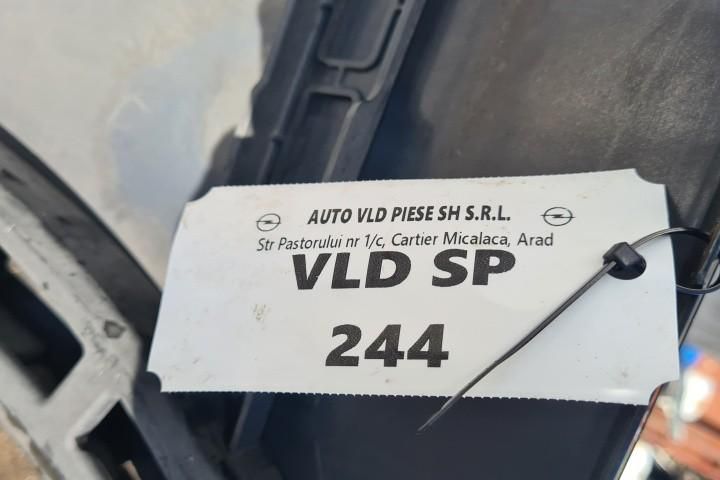 AUTO VLD PIESE SH S.R.L.
Str Pastorului nr 1/c, Cartier Micalaca, Arad
VLD SP
244